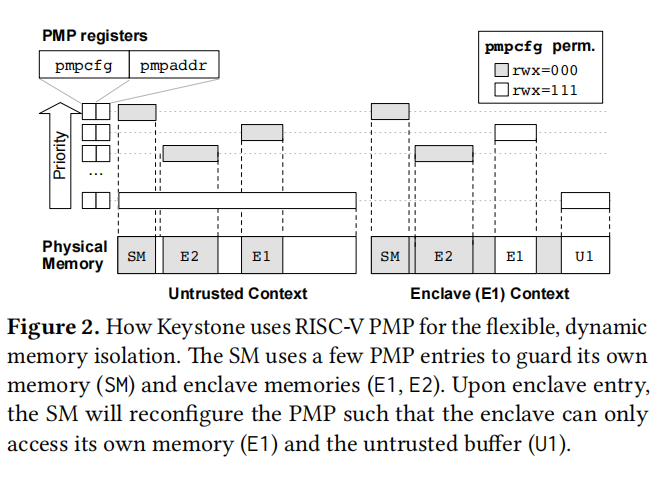 PMP registers
pmpcfg pmpaddr
pmpcfg perm.
rwx=000
rwx=111
Priority
...
Physical
Memory
SM E2 E1
SM E2 E1 U1
Untrusted Context
Enclave (E1) Context
Figure 2. How Keystone uses RISC-V PMP for the flexible, dynamic
memory isolation. The SM uses a few PMP entries to guard its own
memory (SM) and enclave memories (E1, E2). Upon enclave entry,
the SM will reconfigure the PMP such that the enclave can only
access its own memory (E1) and the untrusted buffer (U1).